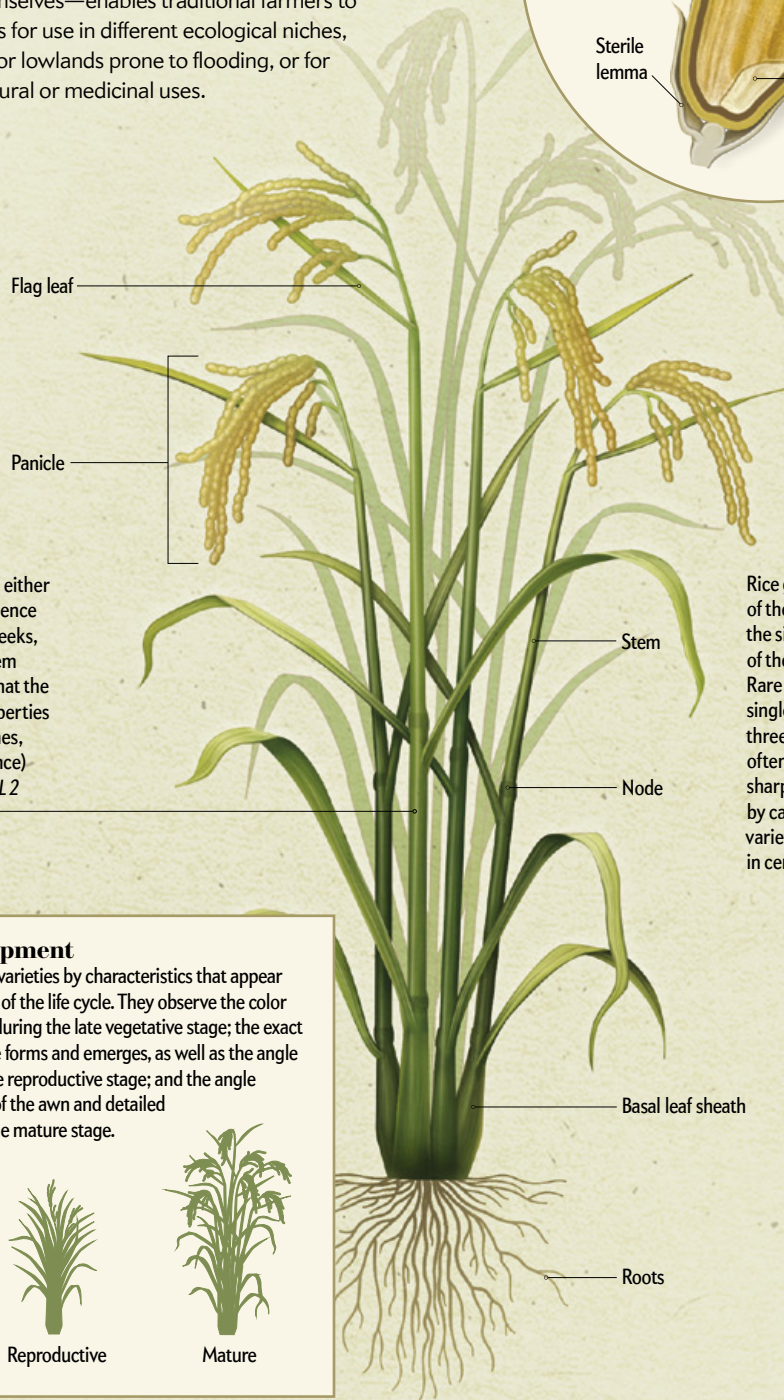 nselves—enables traditional farmers to
s for use in different ecological niches,
or lowlands prone to flooding, or for
ural or medicinal uses.
Sterile
lemma
Flag leaf
Panicle
either
ence
eeks,
em
hat the
perties
nes,
nce)
L 2
Stem
Node
Rice
of the
the si
of the
Rare
singl
three
often
sharp
by ca
varie
in cer
pment
varieties by characteristics that appear
of the life cycle. They observe the color
during the late vegetative stage; the exact
e forms and emerges, as well as the angle
e reproductive stage; and the angle
of the awn and detailed
e mature stage.
Reproductive
Mature
Basal leaf sheath
Roots